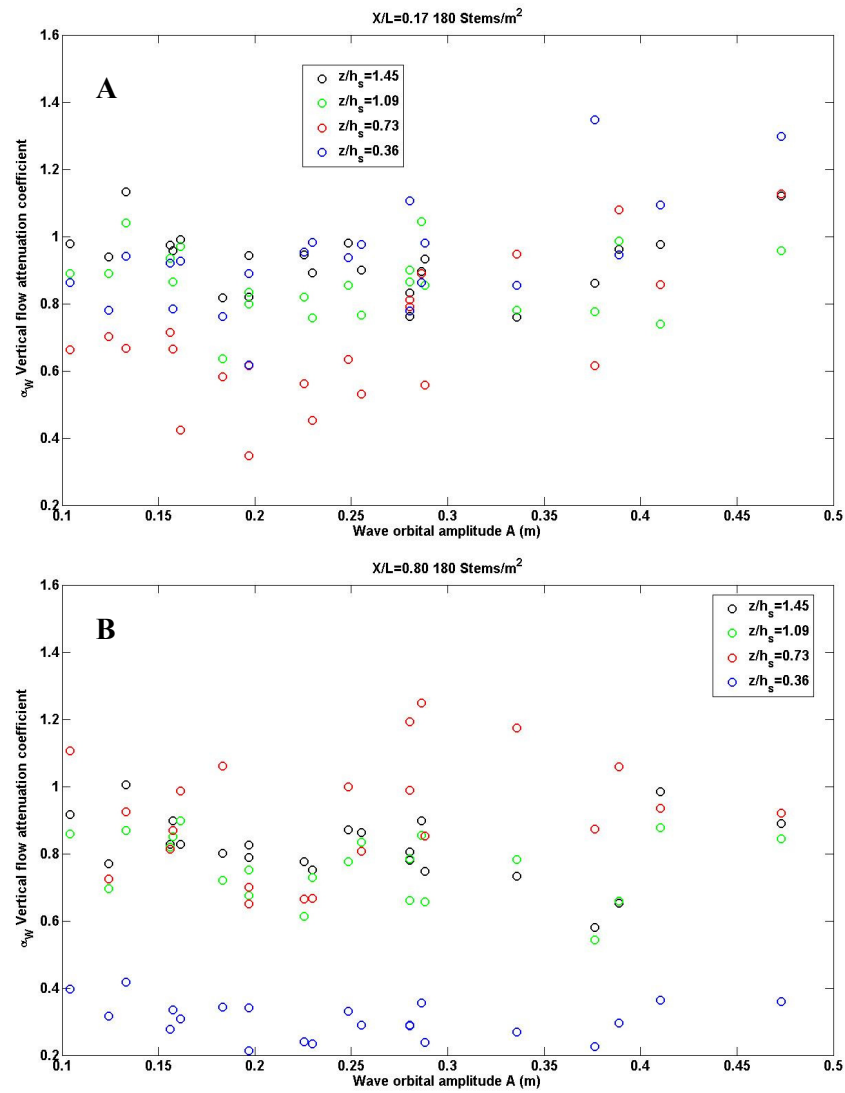 X/L=0.17 180 Stems/m²
A
z/hₛ=1.45
z/hₛ=1.09
z/hₛ=0.73
z/hₛ=0.36
α_W Vertical flow attenuation coefficient
1.6
1.4
1.2
1
0.8
0.6
0.4
0.2
0.1 0.15 0.2 0.25 0.3 0.35 0.4 0.45 0.5
Wave orbital amplitude A (m)
X/L=0.80 180 Stems/m²
B
z/hₛ=1.45
z/hₛ=1.09
z/hₛ=0.73
z/hₛ=0.36
α_W Vertical flow attenuation coefficient
1.6
1.4
1.2
1
0.8
0.6
0.4
0.2
0.1 0.15 0.2 0.25 0.3 0.35 0.4 0.45 0.5
Wave orbital amplitude A (m)